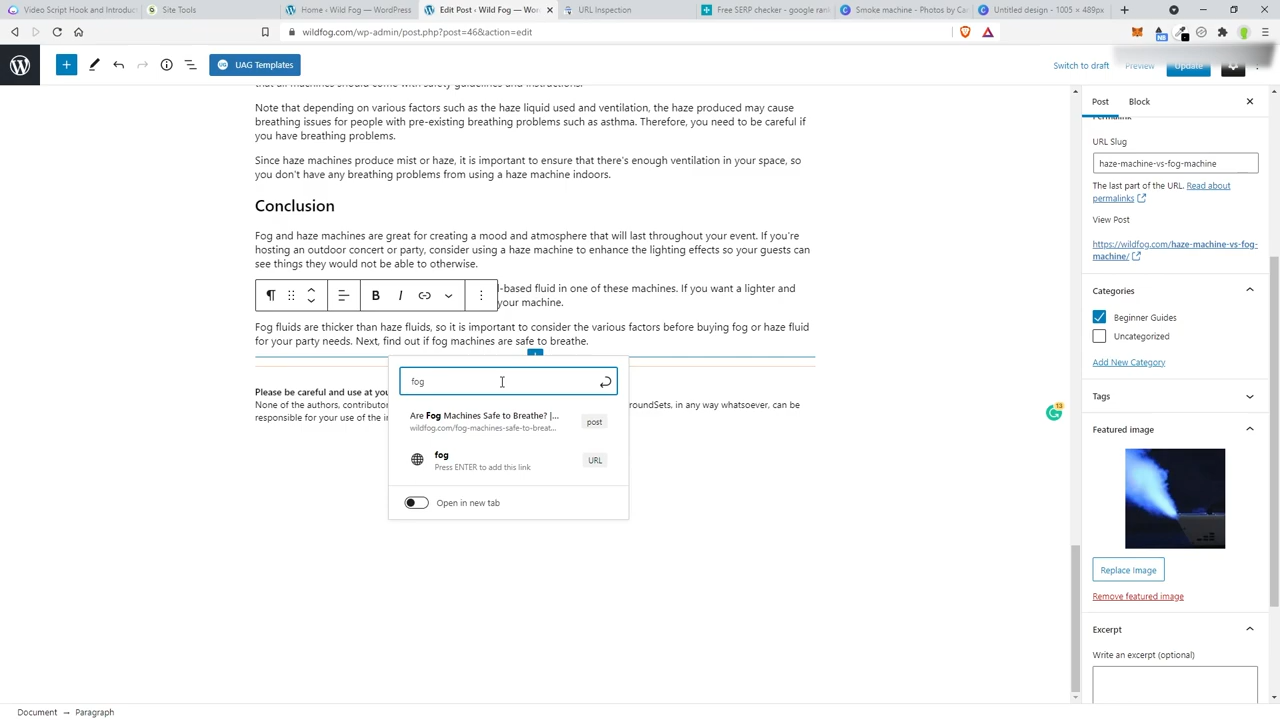 Video Script Hook and Introduc
Site Tools
Home ‹ Wild Fog — WordPress
Edit Post ‹ Wild Fog — Wor
URL Inspection
Free SERP checker - google ran
Smoke machine - Photos by Ca
Untitled design - 1005 × 489px
wildfog.com/wp-admin/post.php?post=46&action=edit
UAG Templates
Switch to draft
Preview
Update
that all machines should come with safety guidelines and instructions.
Note that depending on various factors such as the haze liquid used and ventilation, the haze produced may cause
breathing issues for people with pre-existing breathing problems such as asthma. Therefore, you need to be careful if
you have breathing problems.
Since haze machines produce mist or haze, it is important to ensure that there's enough ventilation in your space, so
you don't have any breathing problems from using a haze machine indoors.
Conclusion
Fog and haze machines are great for creating a mood and atmosphere that will last throughout your event. If you're
hosting an outdoor concert or party, consider using a haze machine to enhance the lighting effects so your guests can
see things they would not be able to otherwise.
B I
l-based fluid in one of these machines. If you want a lighter and
your machine.
Fog fluids are thicker than haze fluids, so it is important to consider the various factors before buying fog or haze fluid
for your party needs. Next, find out if fog machines are safe to breathe.
Please be careful and use at you
None of the authors, contributor
roundSets, in any way whatsoever, can be
responsible for your use of the in
fog
Are Fog Machines Safe to Breathe? |...
wildfog.com/fog-machines-safe-to-breat...
post
fog
Press ENTER to add this link
URL
Open in new tab
13
Post
Block
Permalink
URL Slug
haze-machine-vs-fog-machine
The last part of the URL. Read about
permalinks
View Post
https://wildfog.com/haze-machine-vs-fog-
machine/
Categories
Beginner Guides
Uncategorized
Add New Category
Tags
Featured image
Replace Image
Remove featured image
Excerpt
Write an excerpt (optional)
Document → Paragraph